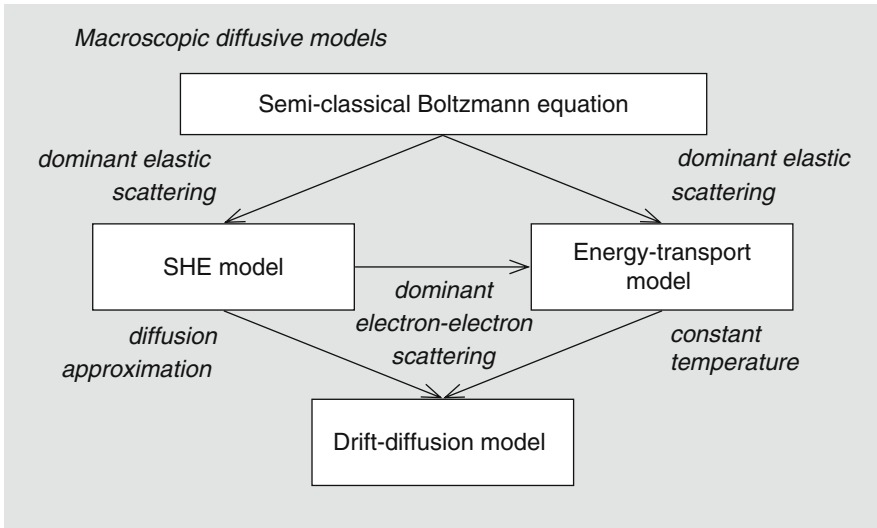 Macroscopic diffusive models
Semi-classical Boltzmann equation
dominant elastic
scattering
dominant elastic
scattering
SHE model
Energy-transport
model
dominant
electron-electron
scattering
diffusion
approximation
constant
temperature
Drift-diffusion model